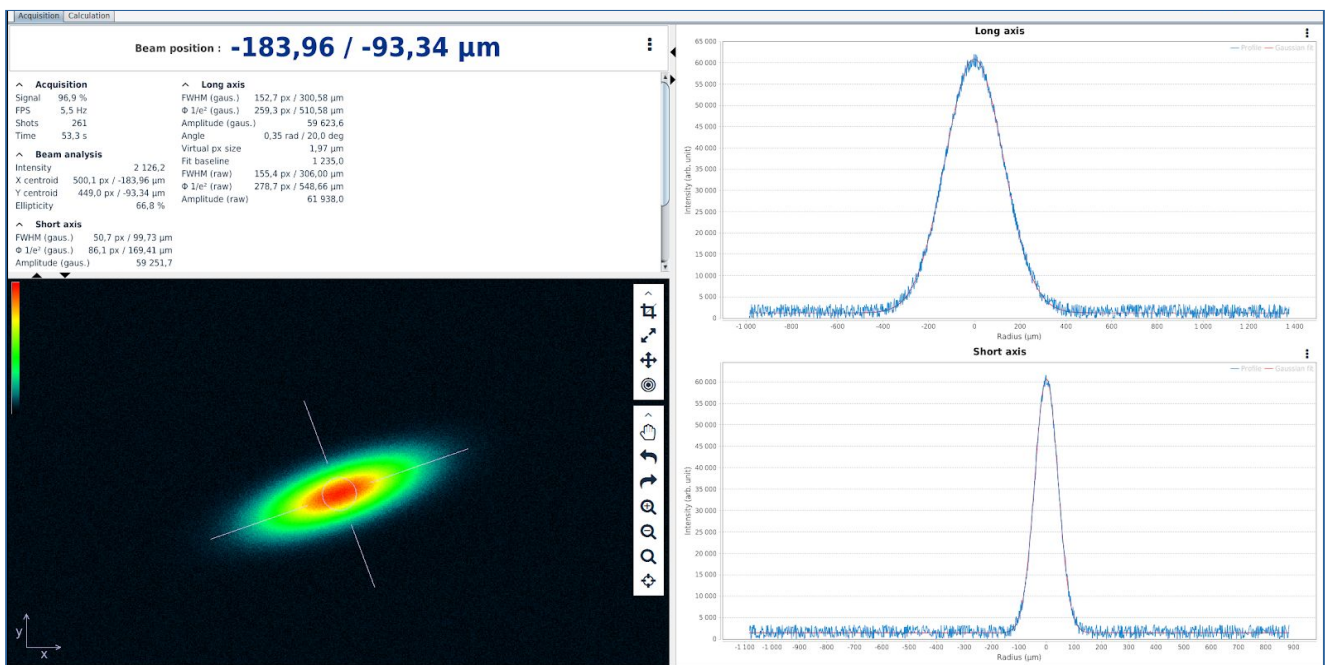 Acquisition Calculation
Beam position : -183,96 / -93,34 µm
Acquisition
Signal 96,9 %
FPS 5,5 Hz
Shots 261
Time 53,3 s
Beam analysis
Intensity 2 126,2
X centroid 500,1 px / -183,96 µm
Y centroid 449,0 px / -93,34 µm
Ellipticity 66,8 %
Short axis
FWHM (gaus.) 50,7 px / 99,73 µm
Φ 1/e² (gaus.) 86,1 px / 169,41 µm
Amplitude (gaus.) 59 251,7
Long axis
FWHM (gaus.) 152,7 px / 300,58 µm
Φ 1/e² (gaus.) 259,3 px / 510,58 µm
Amplitude (gaus.) 59 623,6
Angle 0,35 rad / 20,0 deg
Virtual px size 1,97 µm
Fit baseline 1 235,0
FWHM (raw) 155,4 px / 306,00 µm
Φ 1/e² (raw) 278,7 px / 548,66 µm
Amplitude (raw) 61 938,0
y
x
Long axis
Profile Gaussian fit
Intensity (arb. unit)
65 000
60 000
55 000
50 000
45 000
40 000
35 000
30 000
25 000
20 000
15 000
10 000
5 000
0
-1 000 -800 -600 -400 -200 0 200 400 600 800 1 000 1 200 1 400
Radius (µm)
Short axis
Profile Gaussian fit
Intensity (arb. unit)
60 000
55 000
50 000
45 000
40 000
35 000
30 000
25 000
20 000
15 000
10 000
5 000
0
-1 100 -1 000 -900 -800 -700 -600 -500 -400 -300 -200 -100 0 100 200 300 400 500 600 700 800 900
Radius (µm)